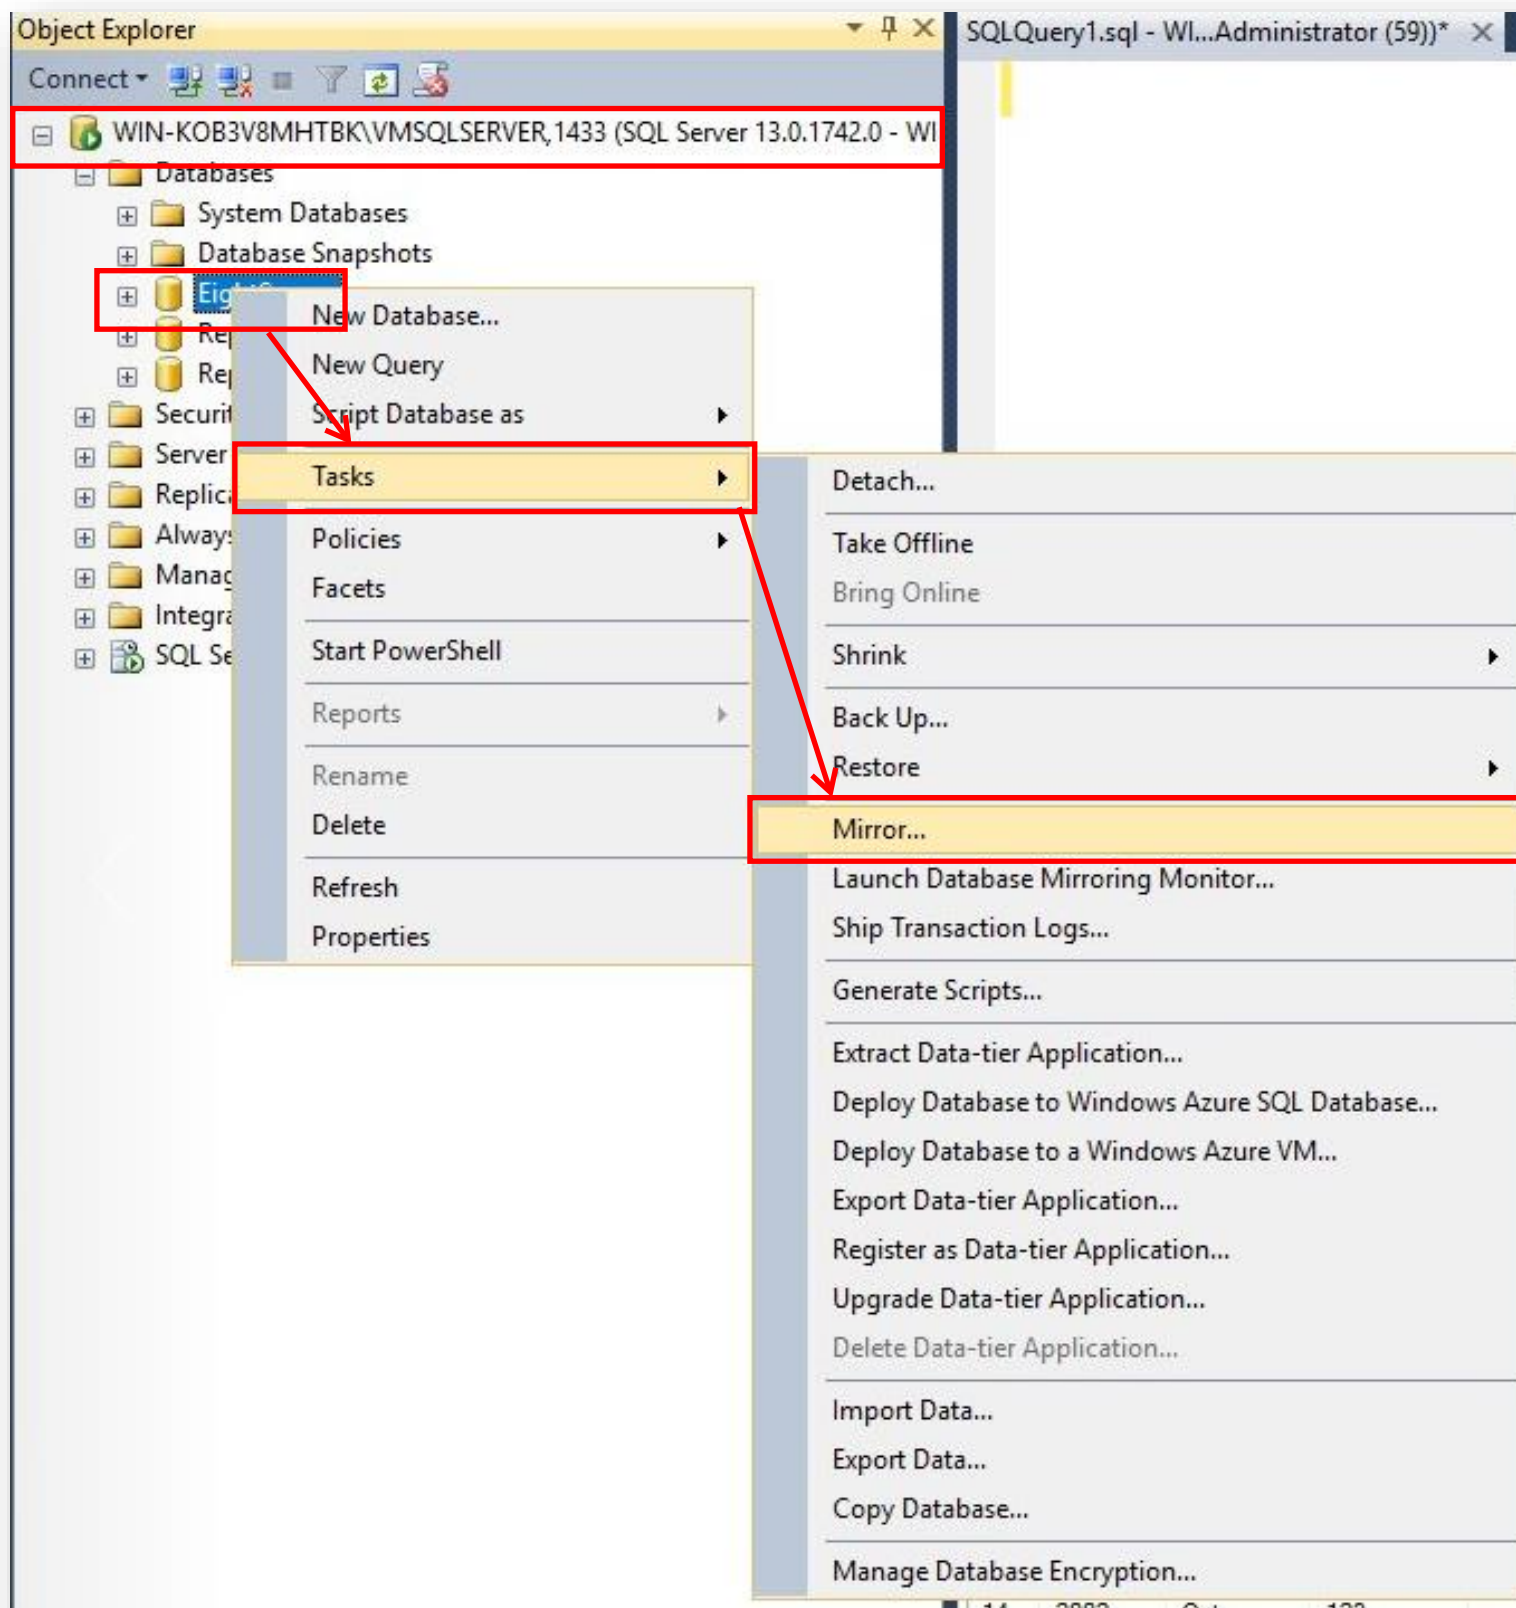 Object Explorer
SQLQuery1.sql - WI...Administrator (59))*
Connect
WIN-KOB3V8MHTBK\VMSQLSERVER,1433 (SQL Server 13.0.1742.0 - WI
Databases
System Databases
Database Snapshots
New Database...
New Query
Script Database as
Server
Tasks
Policies
Facets
Start PowerShell
Reports
Rename
Delete
Refresh
Properties
Detach...
Take Offline
Bring Online
Shrink
Back Up...
Restore
Mirror...
Launch Database Mirroring Monitor...
Ship Transaction Logs...
Generate Scripts...
Extract Data-tier Application...
Deploy Database to Windows Azure SQL Database...
Deploy Database to a Windows Azure VM...
Export Data-tier Application...
Register as Data-tier Application...
Upgrade Data-tier Application...
Delete Data-tier Application...
Import Data...
Export Data...
Copy Database...
Manage Database Encryption...